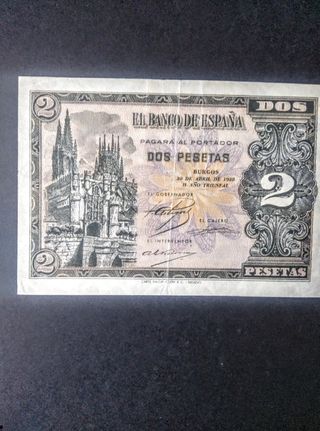 2
DOS
EL BANCO DE ESPAÑA
PAGARÁ AL PORTADOR
DOS PESETAS
BURGOS
30 DE ABRIL DE 1938
II AÑO TRIUNFAL
EL GOBERNADOR
EL CAJERO
EL INTERVENTOR
2
2
PESETAS